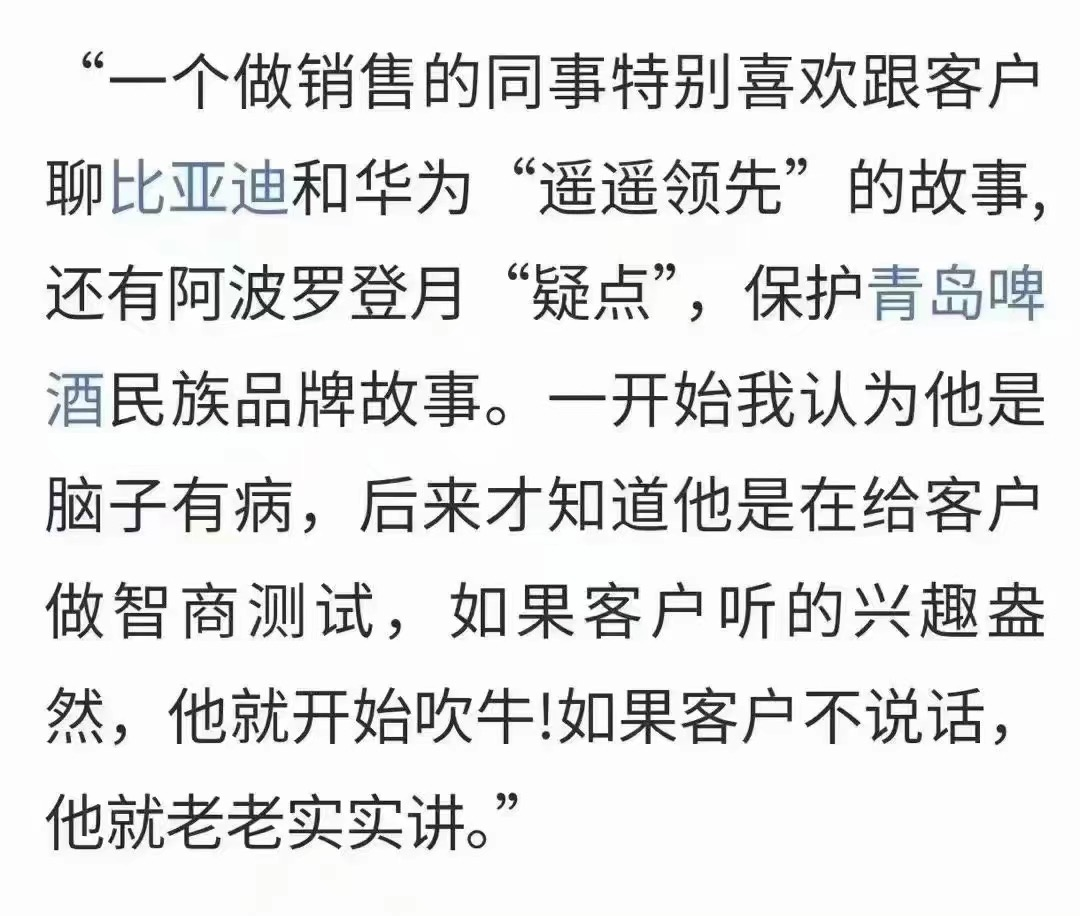 “一个做销售的同事特别喜欢跟客户
聊比亚迪和华为“遥遥领先”的故事,
还有阿波罗登月“疑点”，保护青岛啤
酒民族品牌故事。一开始我认为他是
脑子有病，后来才知道他是在给客户
做智商测试，如果客户听的兴趣盎
然，他就开始吹牛!如果客户不说话，
他就老老实实讲。”